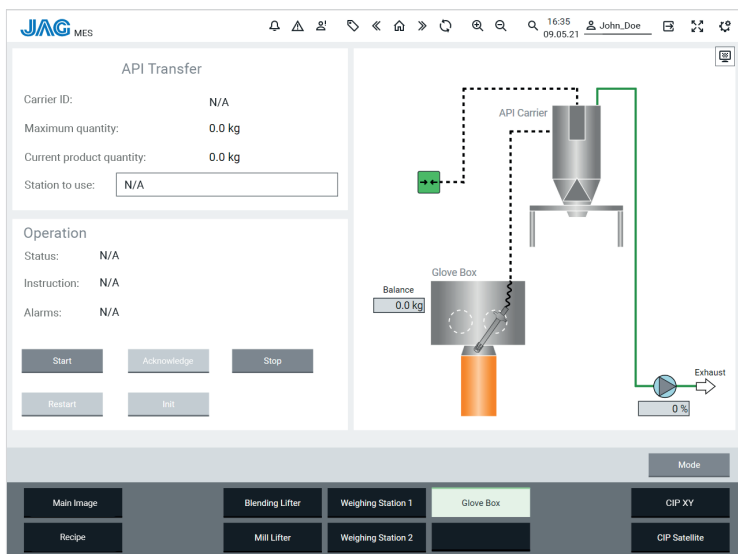 JAG MES
16:35
09.05.21
John_Doe
API Transfer
Carrier ID: N/A
Maximum quantity: 0.0 kg
Current product quantity: 0.0 kg
Station to use: N/A
Operation
Status: N/A
Instruction: N/A
Alarms: N/A
Start Acknowledge Stop
Restart Init
API Carrier
Glove Box
Balance
0.0 kg
Exhaust
0 %
Mode
Main Image Blending Lifter Weighing Station 1 Glove Box CIP XY
Recipe Mill Lifter Weighing Station 2 CIP Satellite